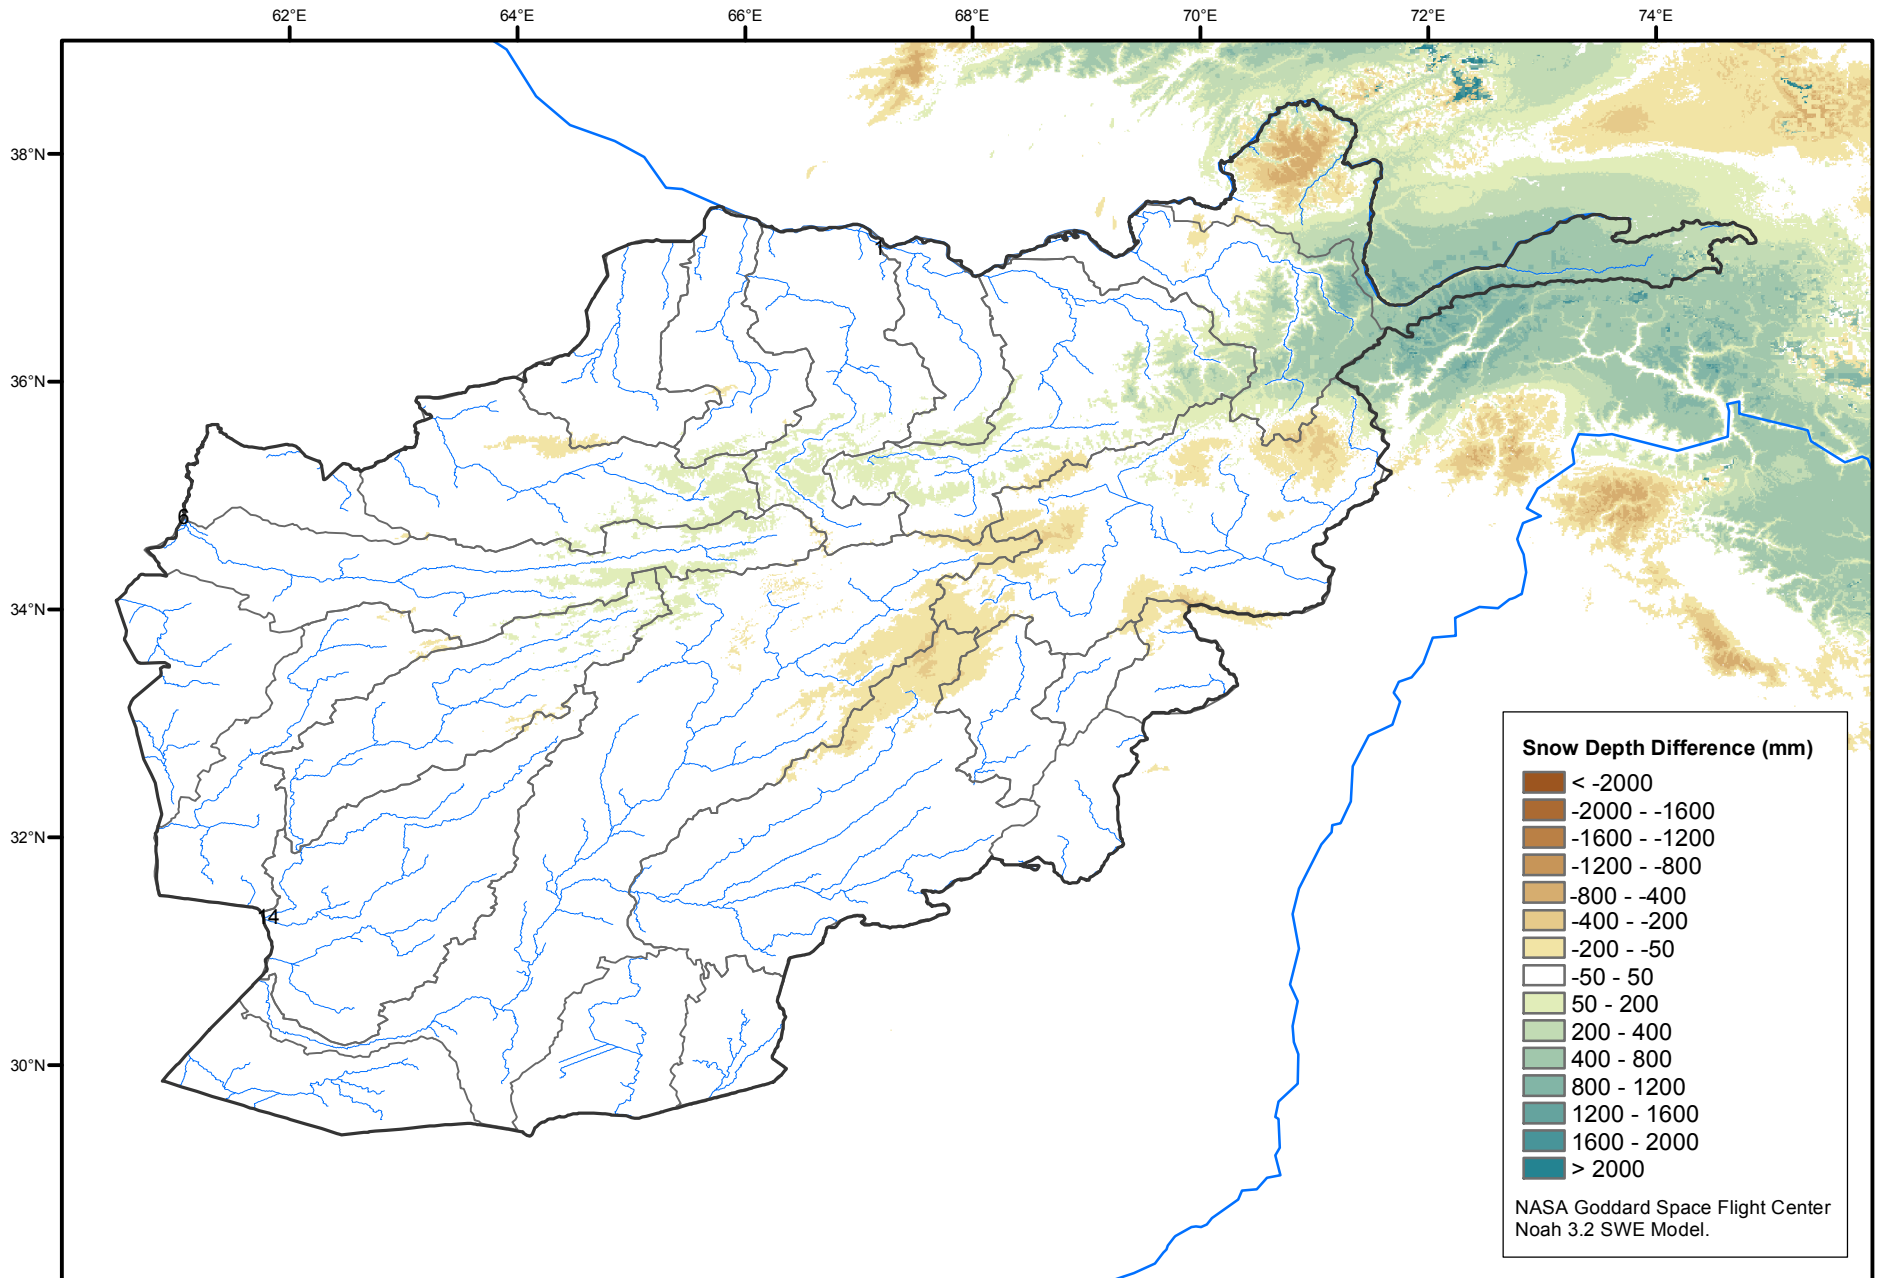 62°E 64°E 66°E 68°E 70°E 72°E 74°E
38°N
1
36°N
6
34°N
32°N
14
30°N
Snow Depth Difference (mm)
< -2000
-2000 - -1600
-1600 - -1200
-1200 - -800
-800 - -400
-400 - -200
-200 - -50
-50 - 50
50 - 200
200 - 400
400 - 800
800 - 1200
1200 - 1600
1600 - 2000
> 2000
NASA Goddard Space Flight Center
Noah 3.2 SWE Model.